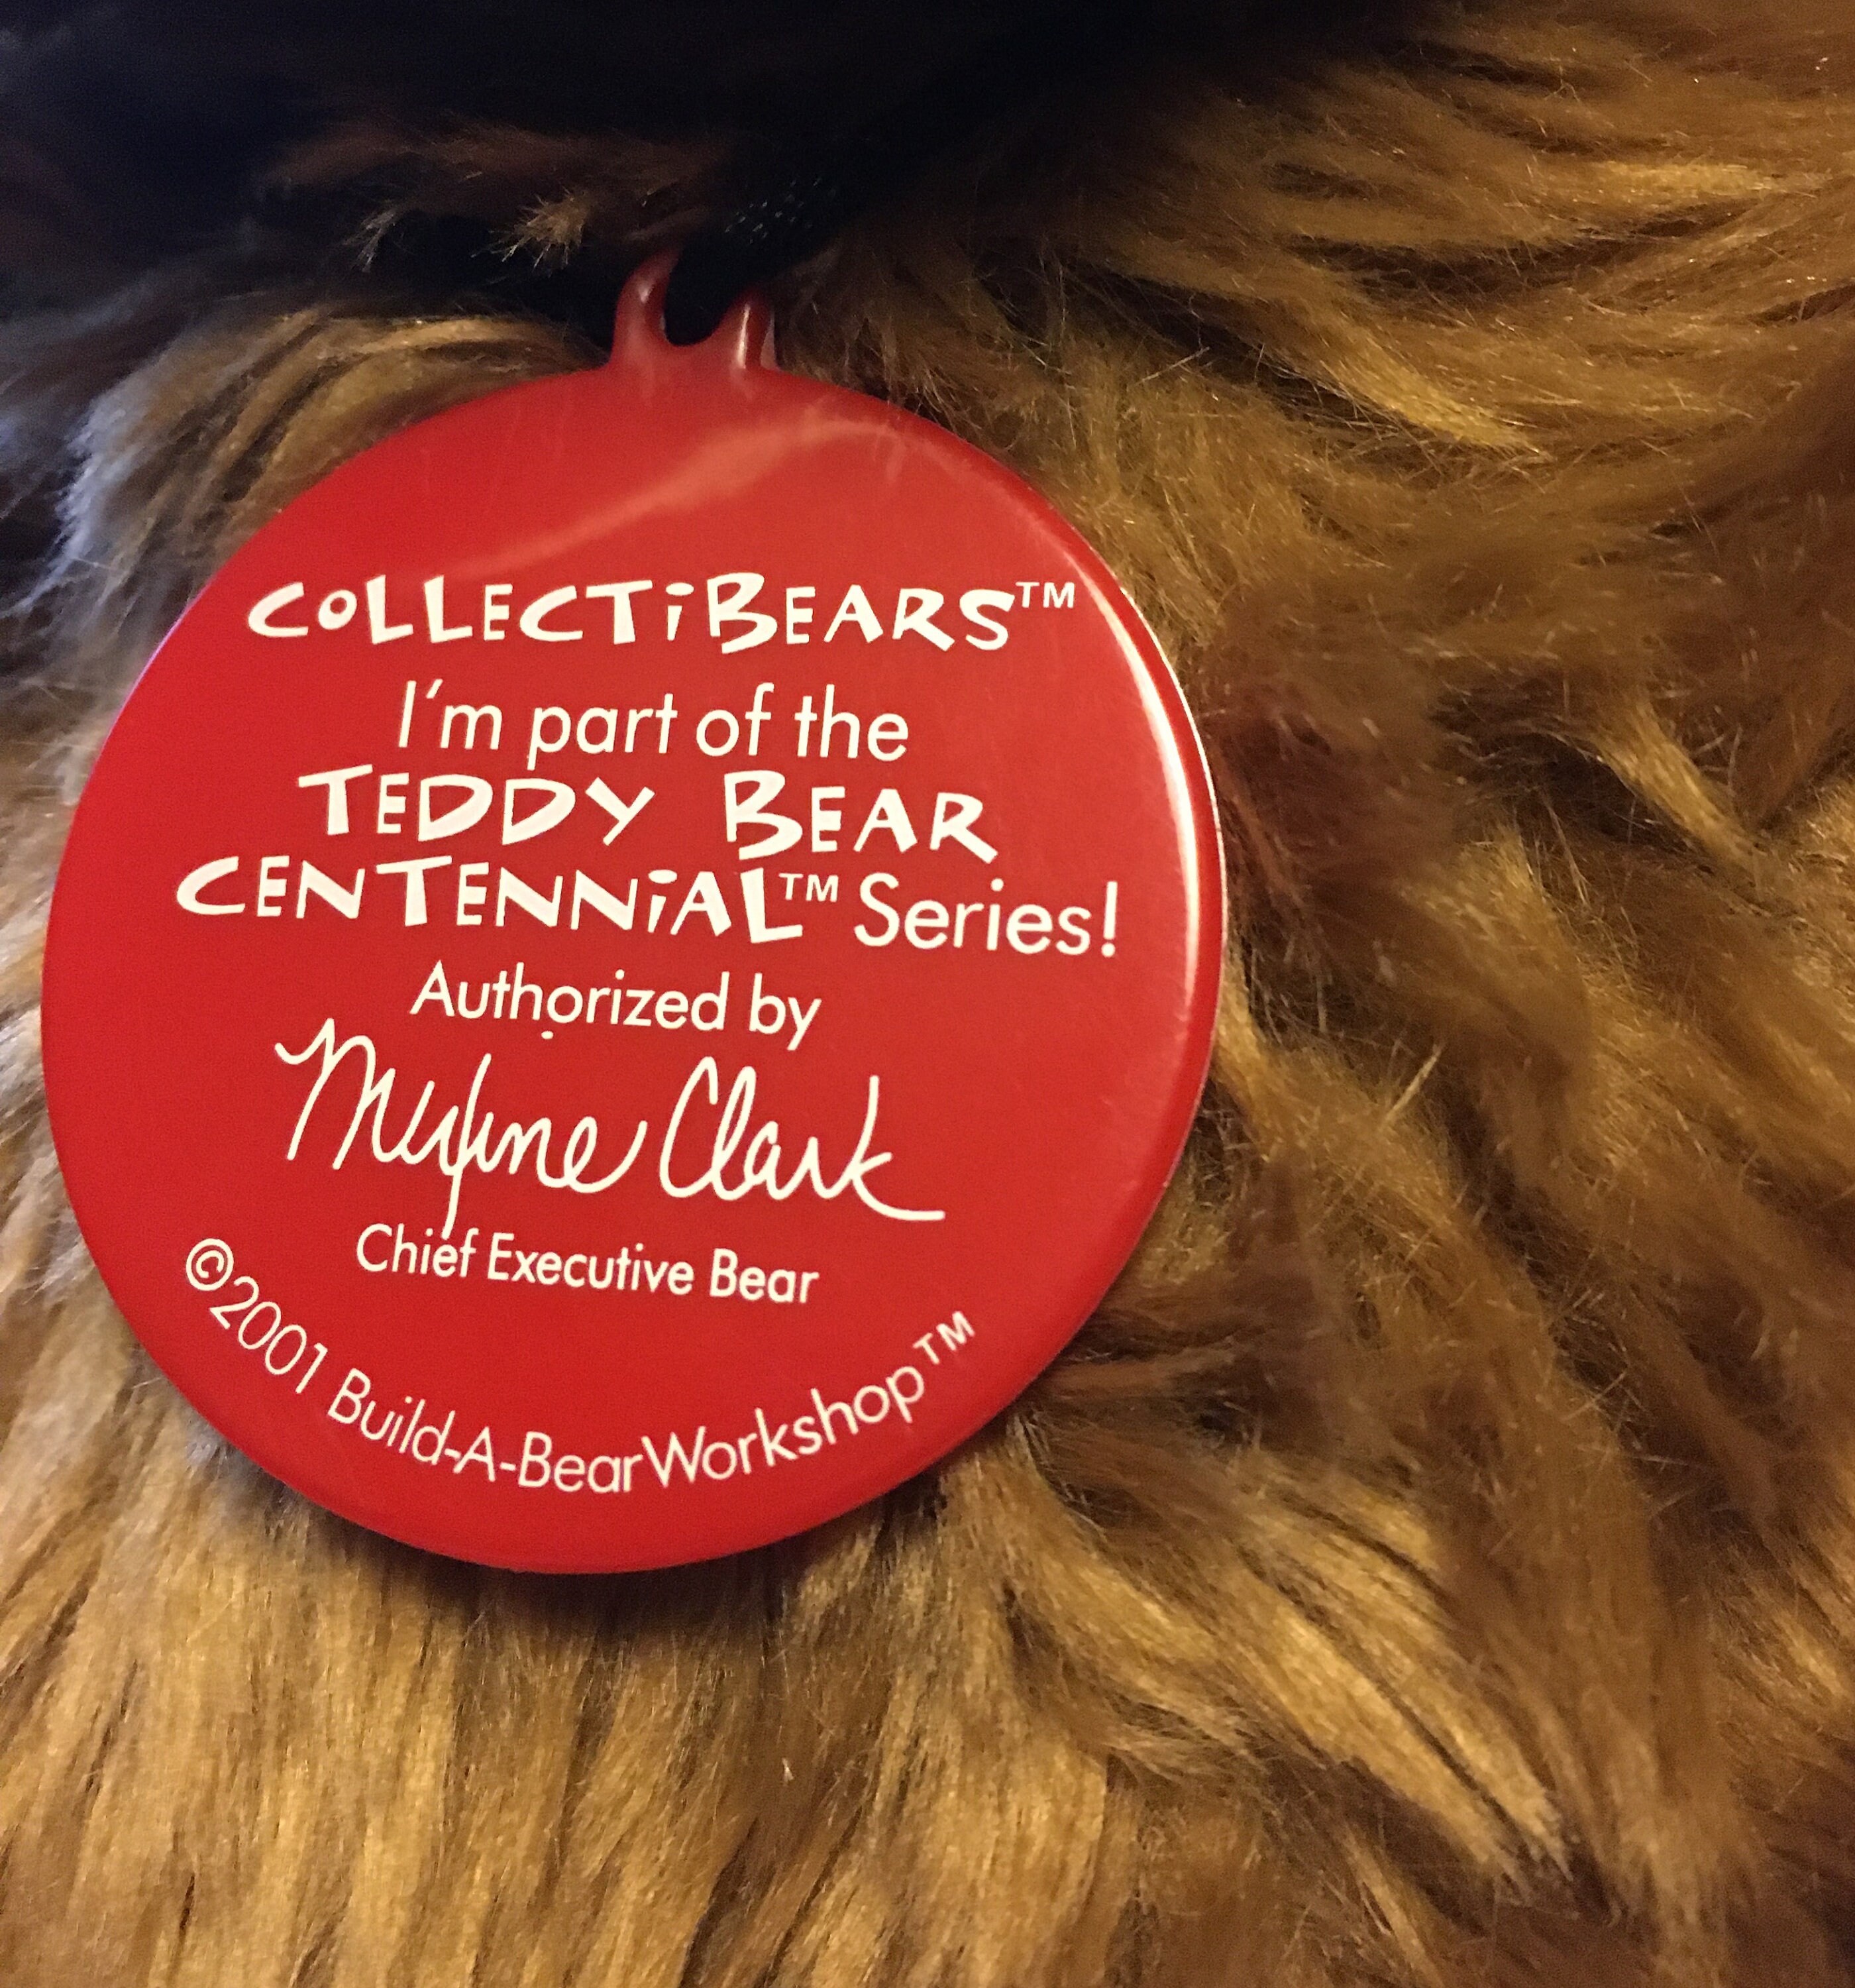 COLLECTiBEARS™
I'm part of the
TEDDY BEAR
CENTENNiAL™ Series!
Authorized by
Maxine Clark
Chief Executive Bear
©2001 Build-A-Bear Workshop™